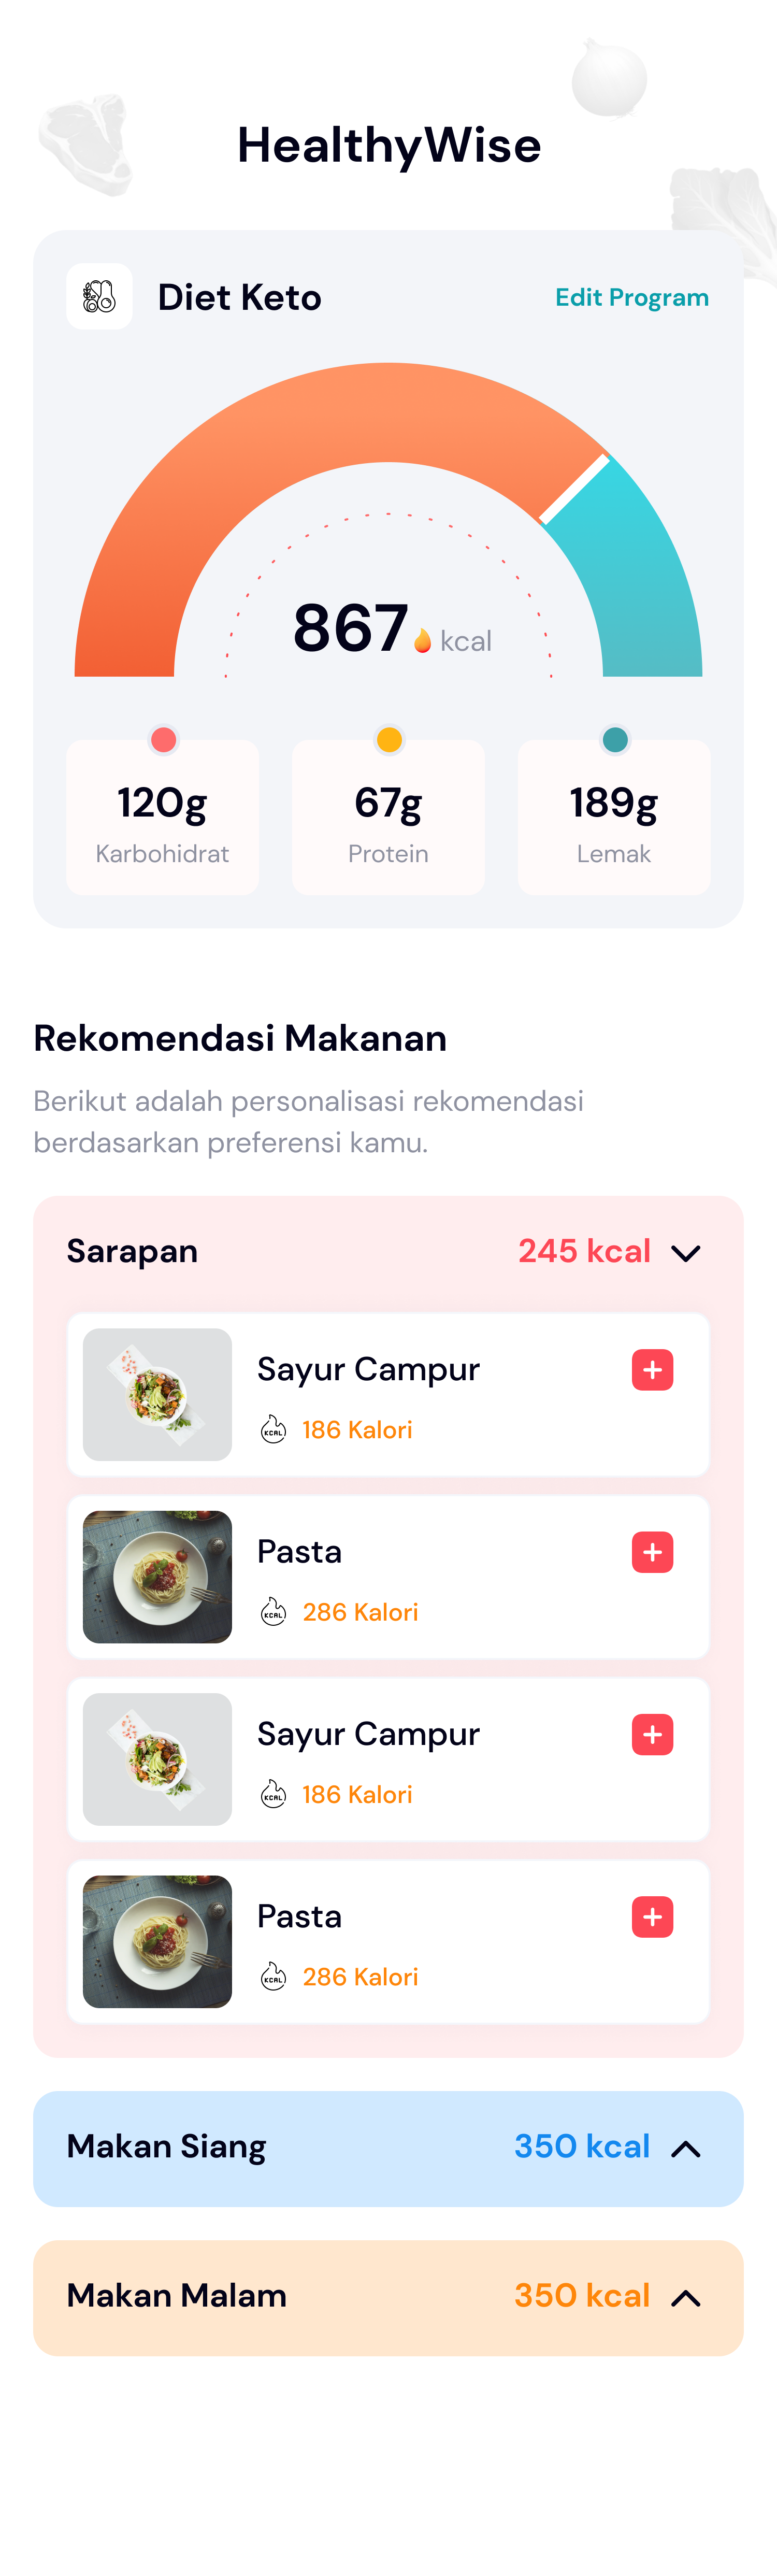 HealthyWise
Diet Keto
Edit Program
867 kcal
120g
Karbohidrat
67g
Protein
189g
Lemak
Rekomendasi Makanan
Berikut adalah personalisasi rekomendasi
berdasarkan preferensi kamu.
Sarapan
245 kcal
Sayur Campur
KCAL
186 Kalori
Pasta
KCAL
286 Kalori
Sayur Campur
KCAL
186 Kalori
Pasta
KCAL
286 Kalori
Makan Siang
350 kcal
Makan Malam
350 kcal